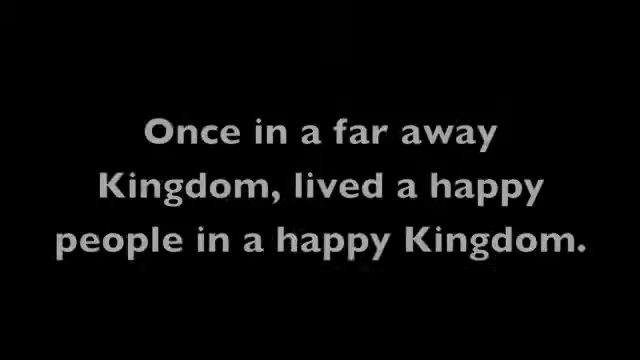 Once in a far away
Kingdom, lived a happy
people in a happy Kingdom.